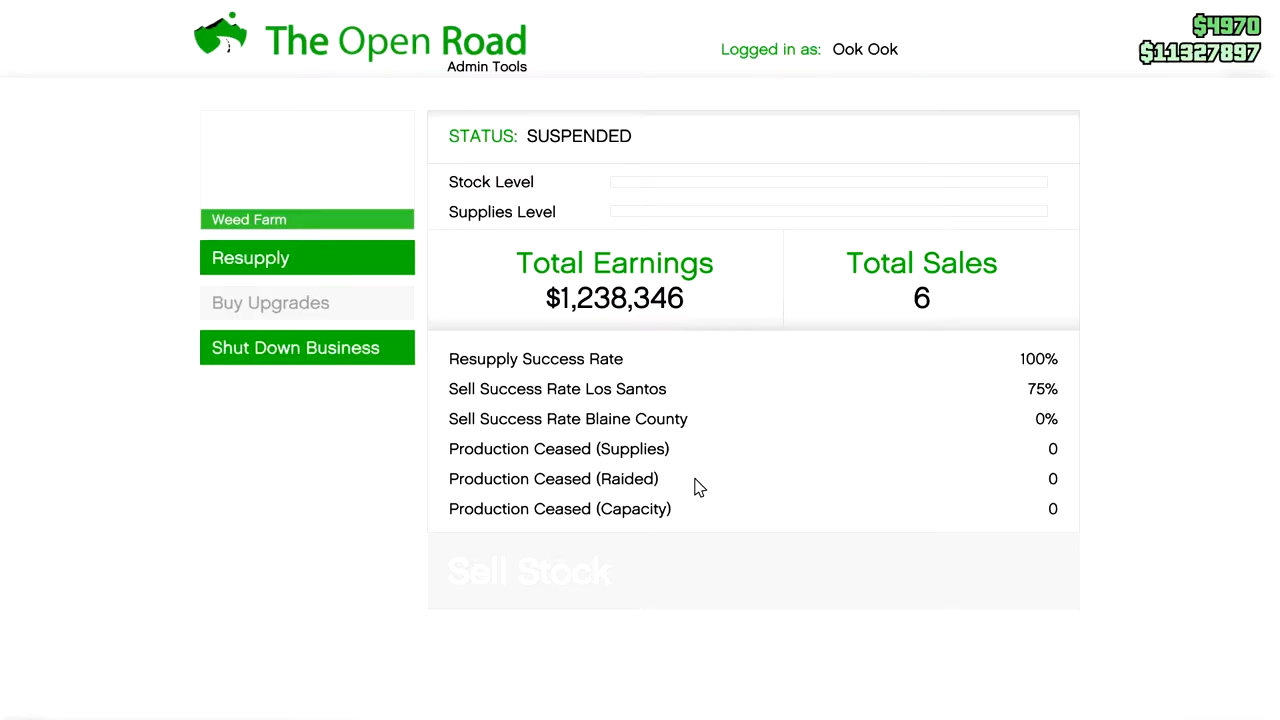 The Open Road
Admin Tools
Logged in as: Ook Ook
$4970
$11327897
Weed Farm
Resupply
Buy Upgrades
Shut Down Business
STATUS: SUSPENDED
Stock Level
Supplies Level
Total Earnings
$1,238,346
Total Sales
6
Resupply Success Rate 100%
Sell Success Rate Los Santos 75%
Sell Success Rate Blaine County 0%
Production Ceased (Supplies) 0
Production Ceased (Raided) 0
Production Ceased (Capacity) 0
Sell Stock